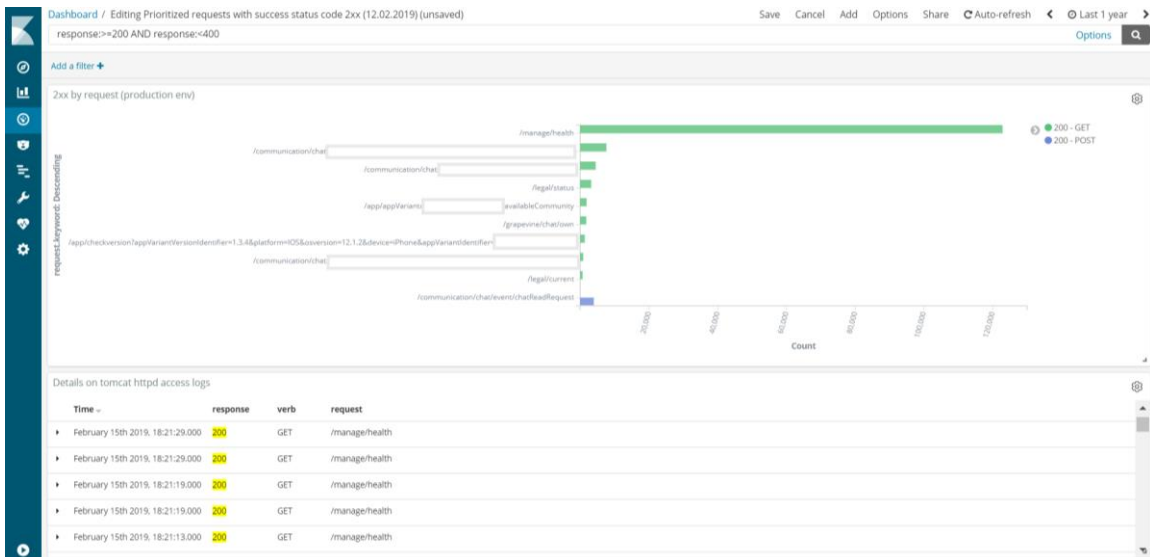 Dashboard / Editing Prioritized requests with success status code 2xx (12.02.2019) (unsaved) Save Cancel Add Options Share Auto-refresh Last 1 year
response:>=200 AND response:<400 Options
Add a filter +
2xx by request (production env)
request.keyword: Descending
/manage/health
/communication/chat
/communication/chat
/legal/status
/app/appVariant availableCommunity
/grapevine/chat/own
/app/checkversion?appVariantVersionIdentifier=1.3.4&platform=IOS&osversion=12.1.2&device=iPhone&appVariantIdentifier
/communication/chat
/legal/current
/communication/chat/event/chatReadRequest
200 - GET
200 - POST
20,000 40,000 60,000 80,000 100,000 120,000
Count
Details on tomcat httpd access logs
Time response verb request
February 15th 2019, 18:21:29.000 200 GET /manage/health
February 15th 2019, 18:21:29.000 200 GET /manage/health
February 15th 2019, 18:21:19.000 200 GET /manage/health
February 15th 2019, 18:21:19.000 200 GET /manage/health
February 15th 2019, 18:21:13.000 200 GET /manage/health